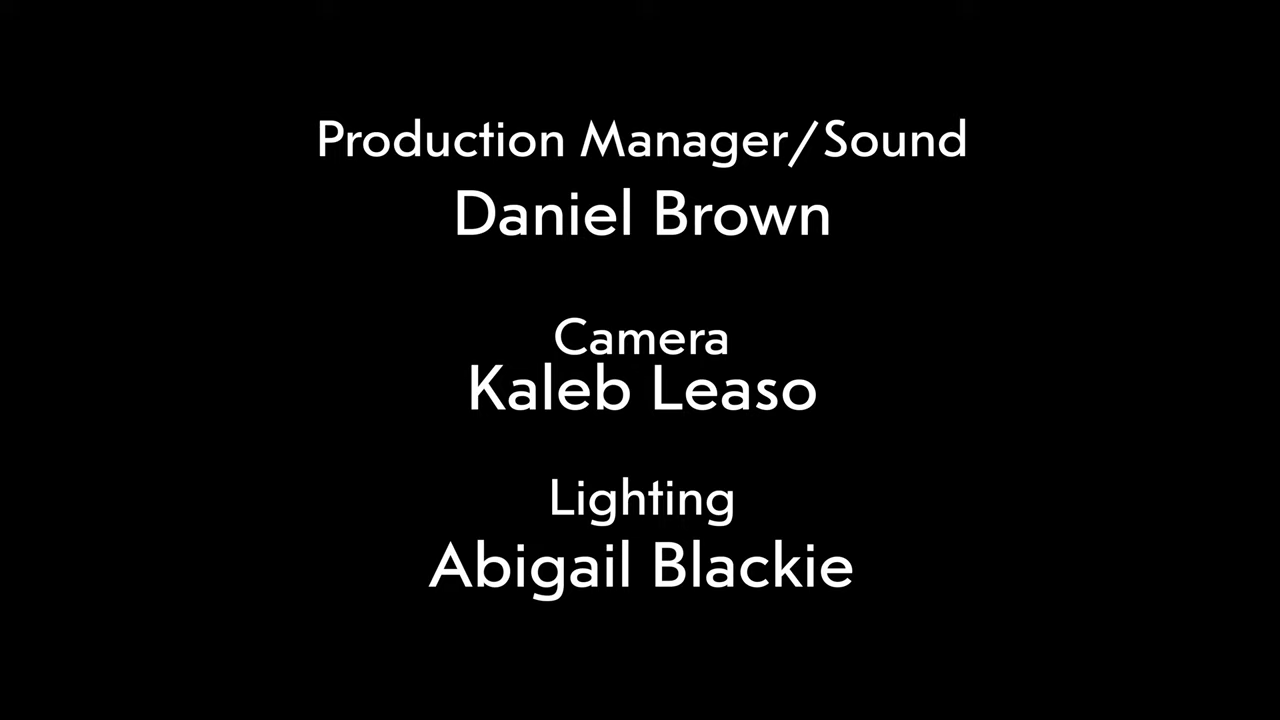 Production Manager/Sound
Daniel Brown
Camera
Kaleb Leaso
Lighting
Abigail Blackie